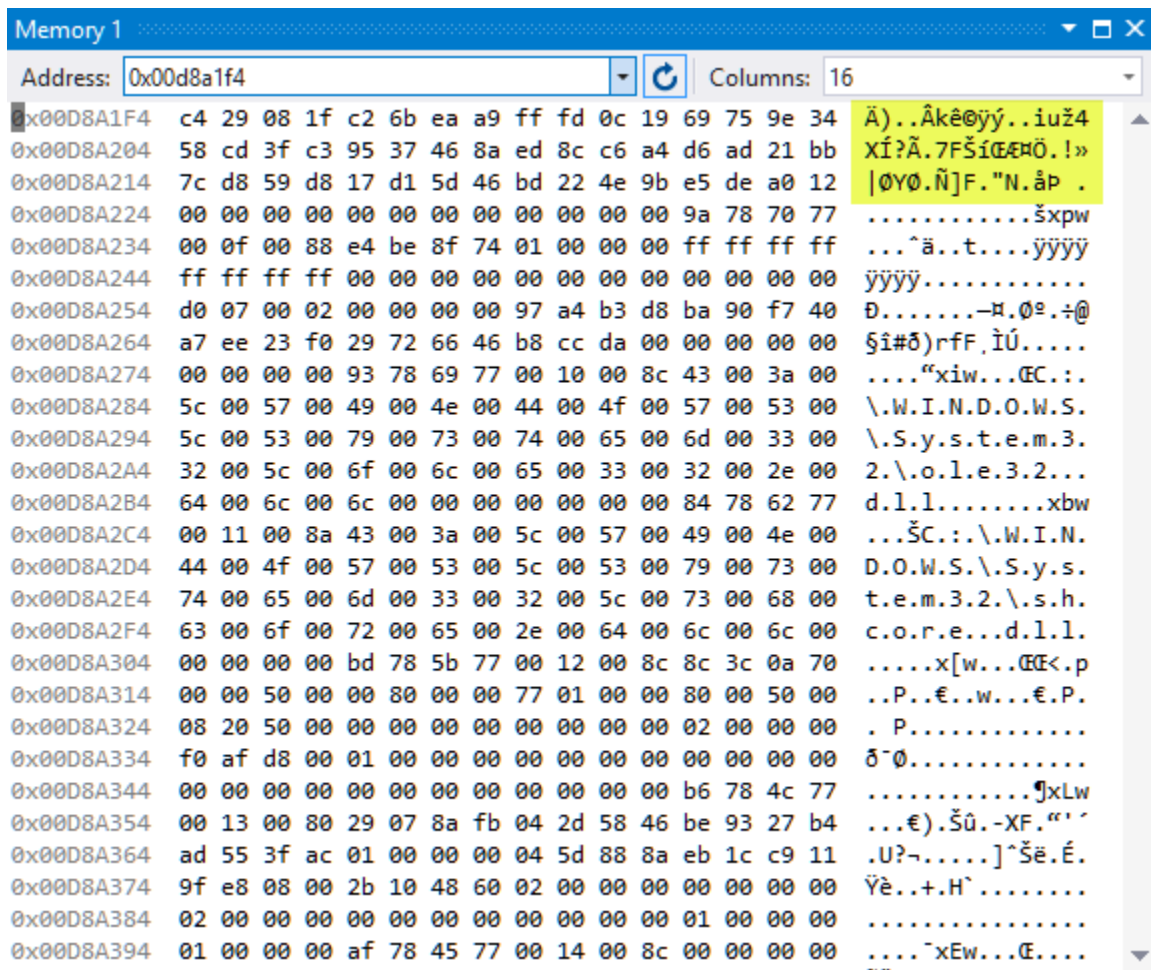 Memory 1
Address: 0x00d8a1f4 Columns: 16
0x00D8A1F4 c4 29 08 1f c2 6b ea a9 ff fd 0c 19 69 75 9e 34 Ä)..Âkê©ÿý..iuž4
0x00D8A204 58 cd 3f c3 95 37 46 8a ed 8c c6 a4 d6 ad 21 bb XÍ?Ã.7FŠíŒÆ¤Ö.!»
0x00D8A214 7c d8 59 d8 17 d1 5d 46 bd 22 4e 9b e5 de a0 12 |ØYØ.Ñ]F."N.åÞ .
0x00D8A224 00 00 00 00 00 00 00 00 00 00 00 00 9a 78 70 77 ............šxpw
0x00D8A234 00 0f 00 88 e4 be 8f 74 01 00 00 00 ff ff ff ff ...ˆä..t....ÿÿÿÿ
0x00D8A244 ff ff ff ff 00 00 00 00 00 00 00 00 00 00 00 00 ÿÿÿÿ............
0x00D8A254 d0 07 00 02 00 00 00 00 97 a4 b3 d8 ba 90 f7 40 Ð.......—¤.Øº.÷@
0x00D8A264 a7 ee 23 f0 29 72 66 46 b8 cc da 00 00 00 00 00 §î#ð)rfF¸ÌÚ.....
0x00D8A274 00 00 00 00 93 78 69 77 00 10 00 8c 43 00 3a 00 ....“xiw...ŒC.:.
0x00D8A284 5c 00 57 00 49 00 4e 00 44 00 4f 00 57 00 53 00 \.W.I.N.D.O.W.S.
0x00D8A294 5c 00 53 00 79 00 73 00 74 00 65 00 6d 00 33 00 \.S.y.s.t.e.m.3.
0x00D8A2A4 32 00 5c 00 6f 00 6c 00 65 00 33 00 32 00 2e 00 2.\.o.l.e.3.2...
0x00D8A2B4 64 00 6c 00 6c 00 00 00 00 00 00 00 84 78 62 77 d.l.l........xbw
0x00D8A2C4 00 11 00 8a 43 00 3a 00 5c 00 57 00 49 00 4e 00 ...ŠC.:.\.W.I.N.
0x00D8A2D4 44 00 4f 00 57 00 53 00 5c 00 53 00 79 00 73 00 D.O.W.S.\.S.y.s.
0x00D8A2E4 74 00 65 00 6d 00 33 00 32 00 5c 00 73 00 68 00 t.e.m.3.2.\.s.h.
0x00D8A2F4 63 00 6f 00 72 00 65 00 2e 00 64 00 6c 00 6c 00 c.o.r.e...d.l.l.
0x00D8A304 00 00 00 00 bd 78 5b 77 00 12 00 8c 8c 3c 0a 70 .....x[w...ŒŒ<.p
0x00D8A314 00 00 50 00 00 80 00 00 77 01 00 00 80 00 50 00 ..P..€..w...€.P.
0x00D8A324 08 20 50 00 00 00 00 00 00 00 00 00 02 00 00 00 . P.............
0x00D8A334 f0 af d8 00 01 00 00 00 00 00 00 00 00 00 00 00 ð¯Ø.............
0x00D8A344 00 00 00 00 00 00 00 00 00 00 00 00 b6 78 4c 77 ............¶xLw
0x00D8A354 00 13 00 80 29 07 8a fb 04 2d 58 46 be 93 27 b4 ...€).Šû.-XF.“'´
0x00D8A364 ad 55 3f ac 01 00 00 00 04 5d 88 8a eb 1c c9 11 .U?¬.....]ˆŠë.É.
0x00D8A374 9f e8 08 00 2b 10 48 60 02 00 00 00 00 00 00 00 Ÿè..+.H`........
0x00D8A384 02 00 00 00 00 00 00 00 00 00 00 00 01 00 00 00 ................
0x00D8A394 01 00 00 00 af 78 45 77 00 14 00 8c 00 00 00 00 ....¯xEw...Œ....